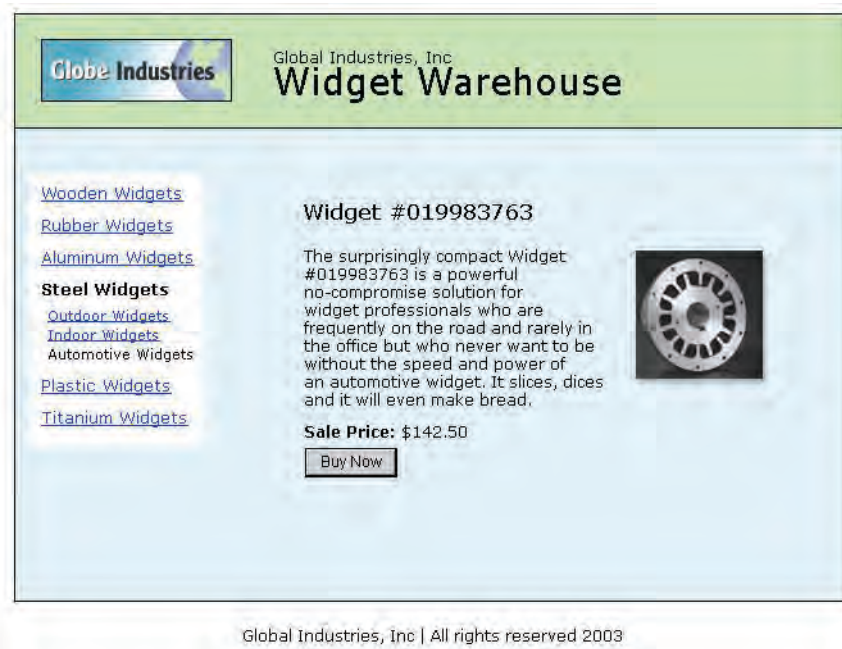 Globe Industries
Global Industries, Inc
Widget Warehouse
Wooden Widgets
Rubber Widgets
Aluminum Widgets
Steel Widgets
Outdoor Widgets
Indoor Widgets
Automotive Widgets
Plastic Widgets
Titanium Widgets
Widget #019983763
The surprisingly compact Widget
#019983763 is a powerful
no-compromise solution for
widget professionals who are
frequently on the road and rarely in
the office but who never want to be
without the speed and power of
an automotive widget. It slices, dices
and it will even make bread.
Sale Price: $142.50
Buy Now
Global Industries, Inc | All rights reserved 2003